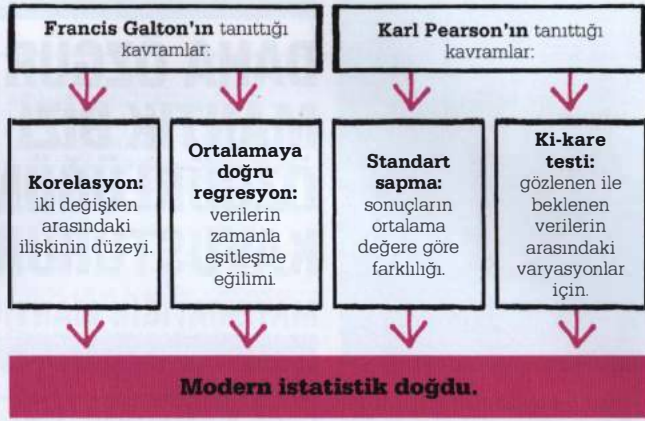 Francis Galton'ın tanıttığı
kavramlar:
Karl Pearson'ın tanıttığı
kavramlar:
Korelasyon:
iki değişken
arasındaki
ilişkinin düzeyi.
Ortalamaya
doğru
regresyon:
verilerin
zamanla
eşitleşme
eğilimi.
Standart
sapma:
sonuçların
ortalama
değere göre
farklılığı.
Ki-kare
testi:
gözlenen ile
beklenen
verilerin
arasındaki
varyasyonlar
için.
Modern istatistik doğdu.